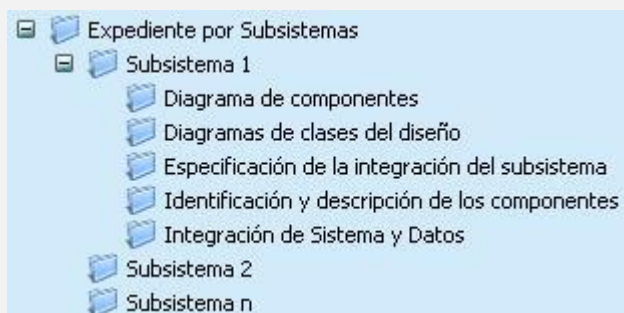 Expediente por Subsistemas
Subsistema 1
Diagrama de componentes
Diagramas de clases del diseño
Especificación de la integración del subsistema
Identificación y descripción de los componentes
Integración de Sistema y Datos
Subsistema 2
Subsistema n